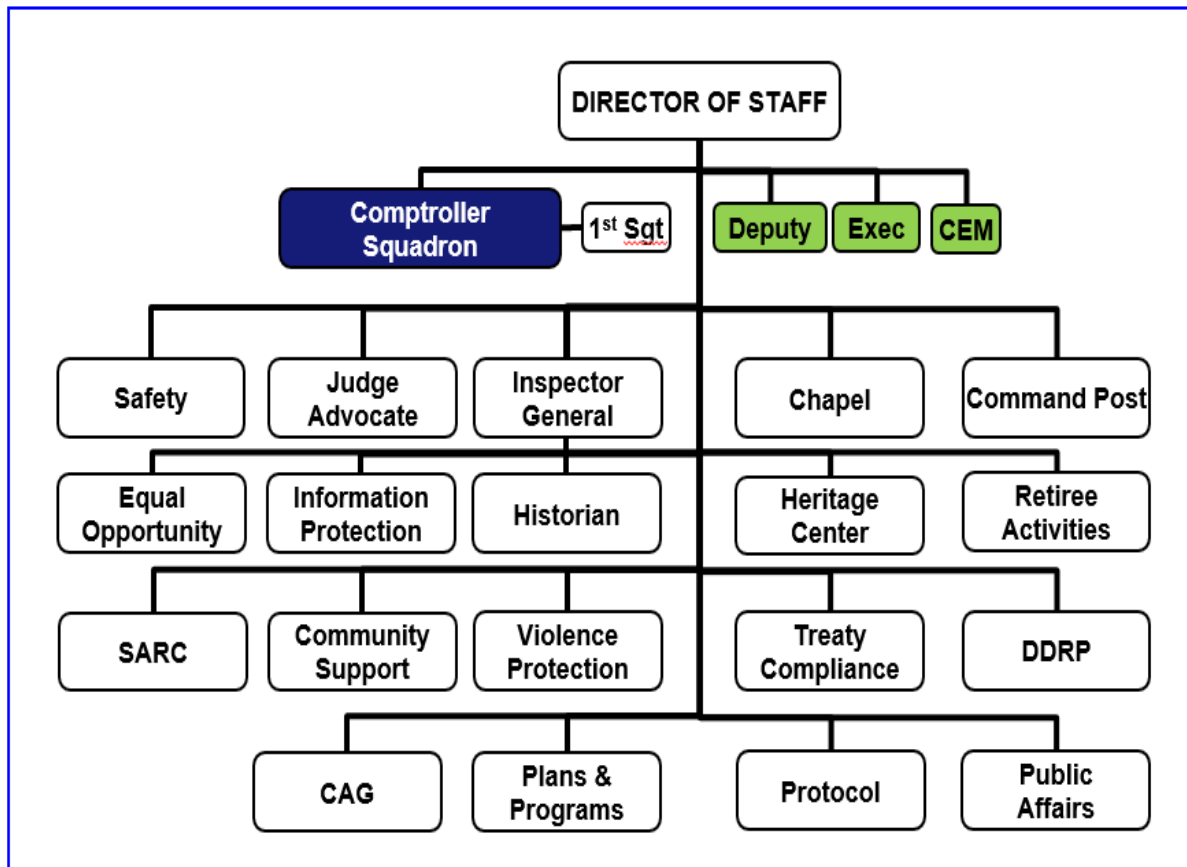 DIRECTOR OF STAFF
Comptroller
Squadron
1st Sgt
Deputy
Exec
CEM
Safety
Judge
Advocate
Inspector
General
Chapel
Command Post
Equal
Opportunity
Information
Protection
Historian
Heritage
Center
Retiree
Activities
SARC
Community
Support
Violence
Protection
Treaty
Compliance
DDRP
CAG
Plans &
Programs
Protocol
Public
Affairs